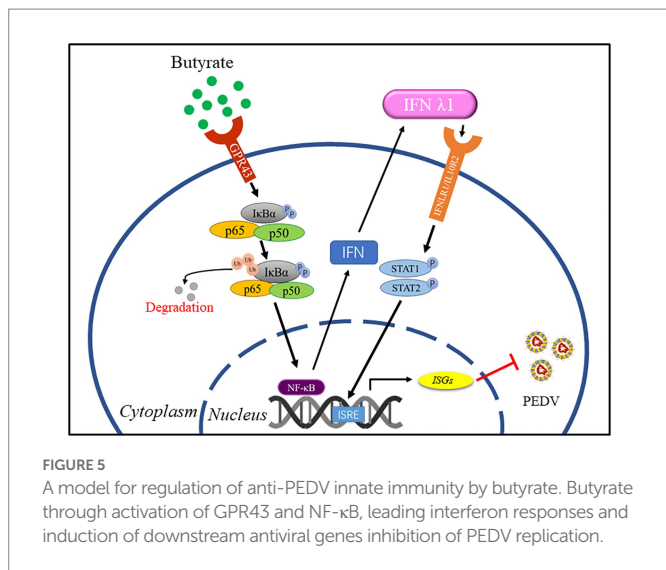 Butyrate
IFN λ1
GPR43
IFNLR1/IL10R2
IκBα
P
P
p65
p50
Ub
Ub
Ub
IκBα
P
P
p65
p50
IFN
STAT1
P
STAT2
P
Degradation
NF-κB
ISRE
ISGs
PEDV
Cytoplasm
Nucleus
FIGURE 5
A model for regulation of anti-PEDV innate immunity by butyrate. Butyrate
through activation of GPR43 and NF-κB, leading interferon responses and
induction of downstream antiviral genes inhibition of PEDV replication.